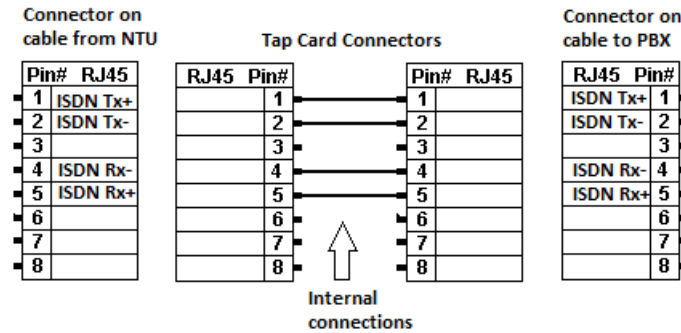 Connector on
cable from NTU
Pin# RJ45
1 ISDN Tx+
2 ISDN Tx-
3
4 ISDN Rx-
5 ISDN Rx+
6
7
8
Tap Card Connectors
RJ45 Pin#
1
2
3
4
5
6
7
8
Pin# RJ45
1
2
3
4
5
6
7
8
Internal
connections
Connector on
cable to PBX
RJ45 Pin#
ISDN Tx+ 1
ISDN Tx- 2
3
ISDN Rx- 4
ISDN Rx+ 5
6
7
8